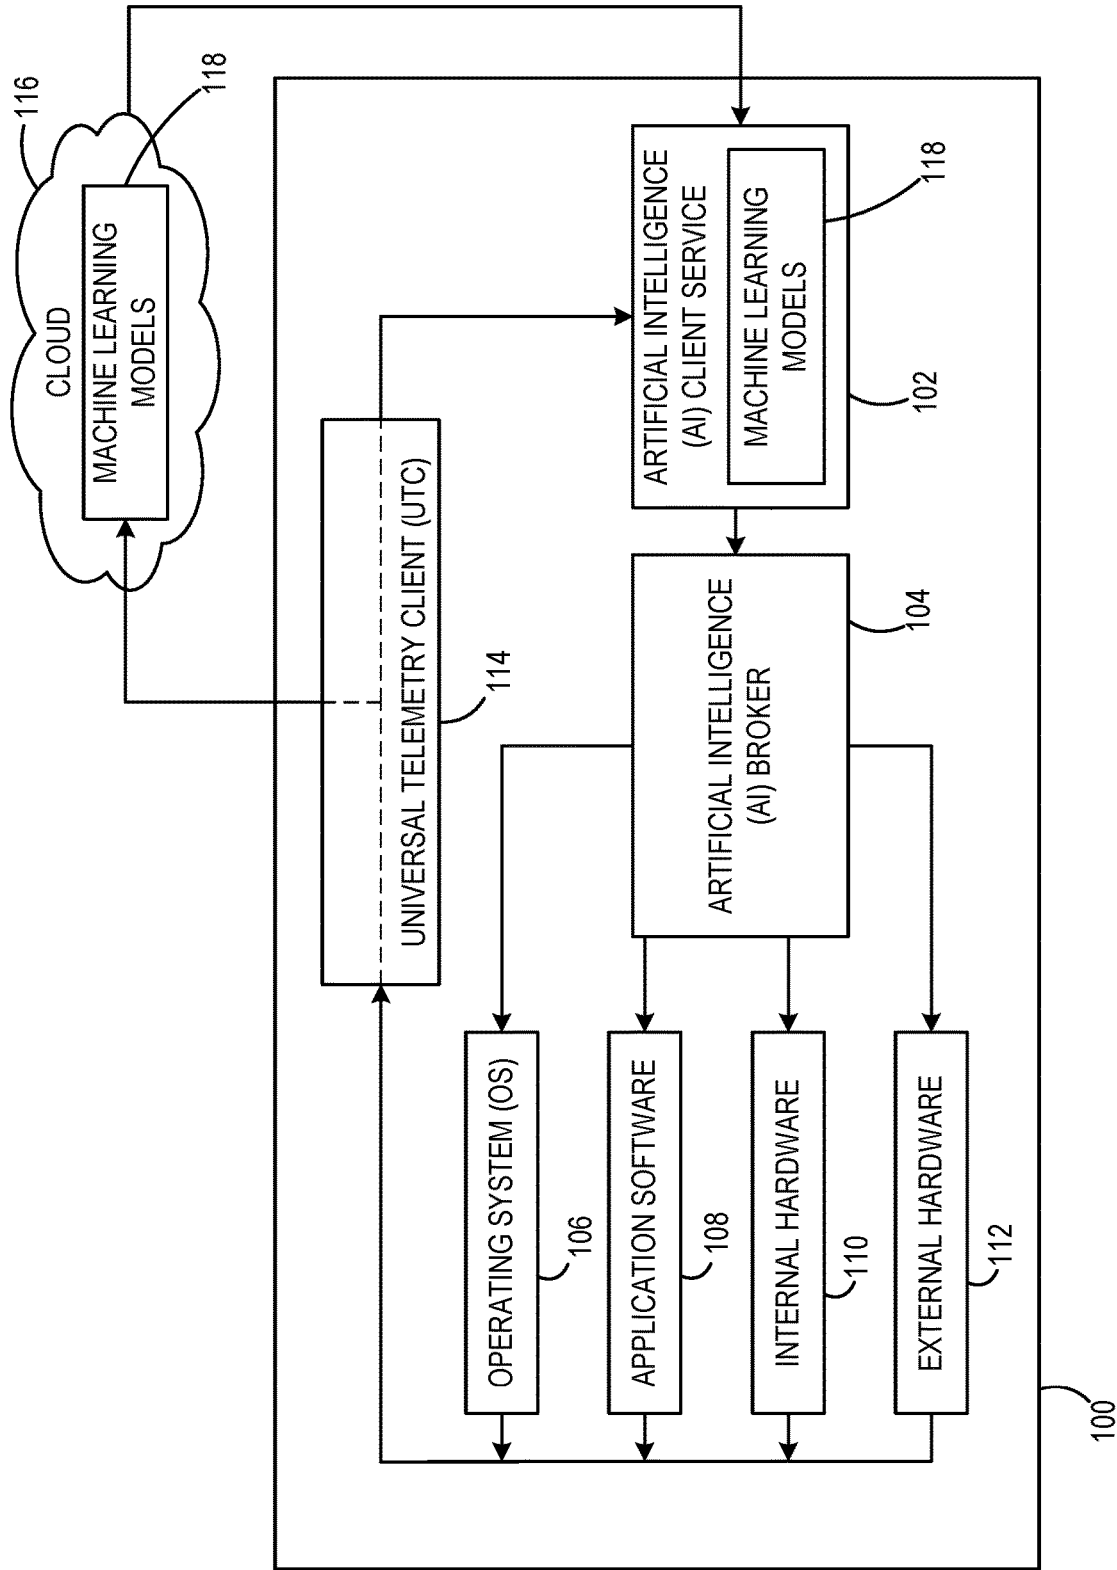 116
118
CLOUD
MACHINE LEARNING
MODELS
UNIVERSAL TELEMETRY CLIENT (UTC)
114
OPERATING SYSTEM (OS)
106
APPLICATION SOFTWARE
108
INTERNAL HARDWARE
110
EXTERNAL HARDWARE
112
ARTIFICIAL INTELLIGENCE
(AI) BROKER
104
ARTIFICIAL INTELLIGENCE
(AI) CLIENT SERVICE
MACHINE LEARNING
MODELS
118
102
100